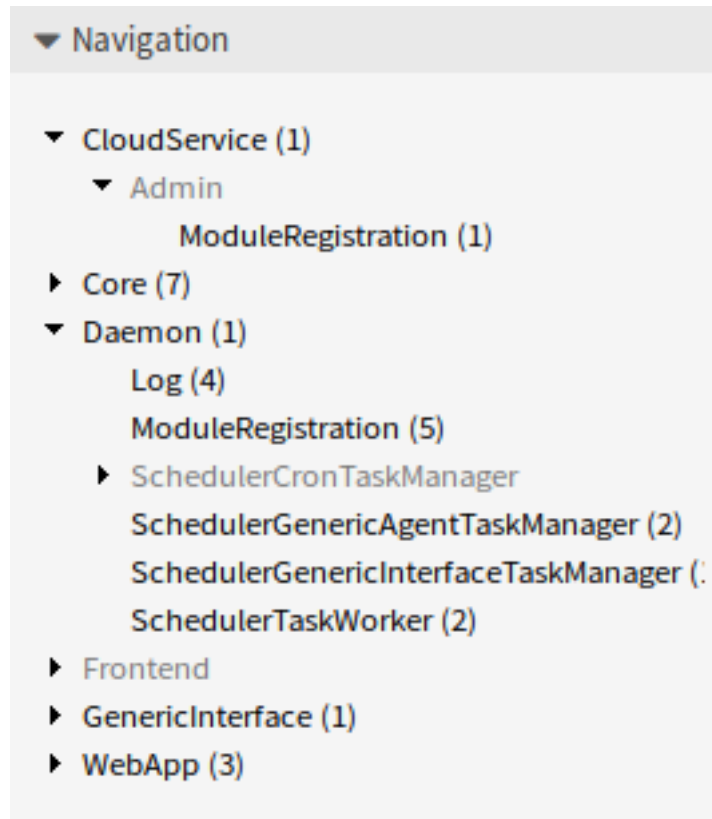 Navigation
CloudService (1)
Admin
ModuleRegistration (1)
Core (7)
Daemon (1)
Log (4)
ModuleRegistration (5)
SchedulerCronTaskManager
SchedulerGenericAgentTaskManager (2)
SchedulerGenericInterfaceTaskManager (
SchedulerTaskWorker (2)
Frontend
GenericInterface (1)
WebApp (3)